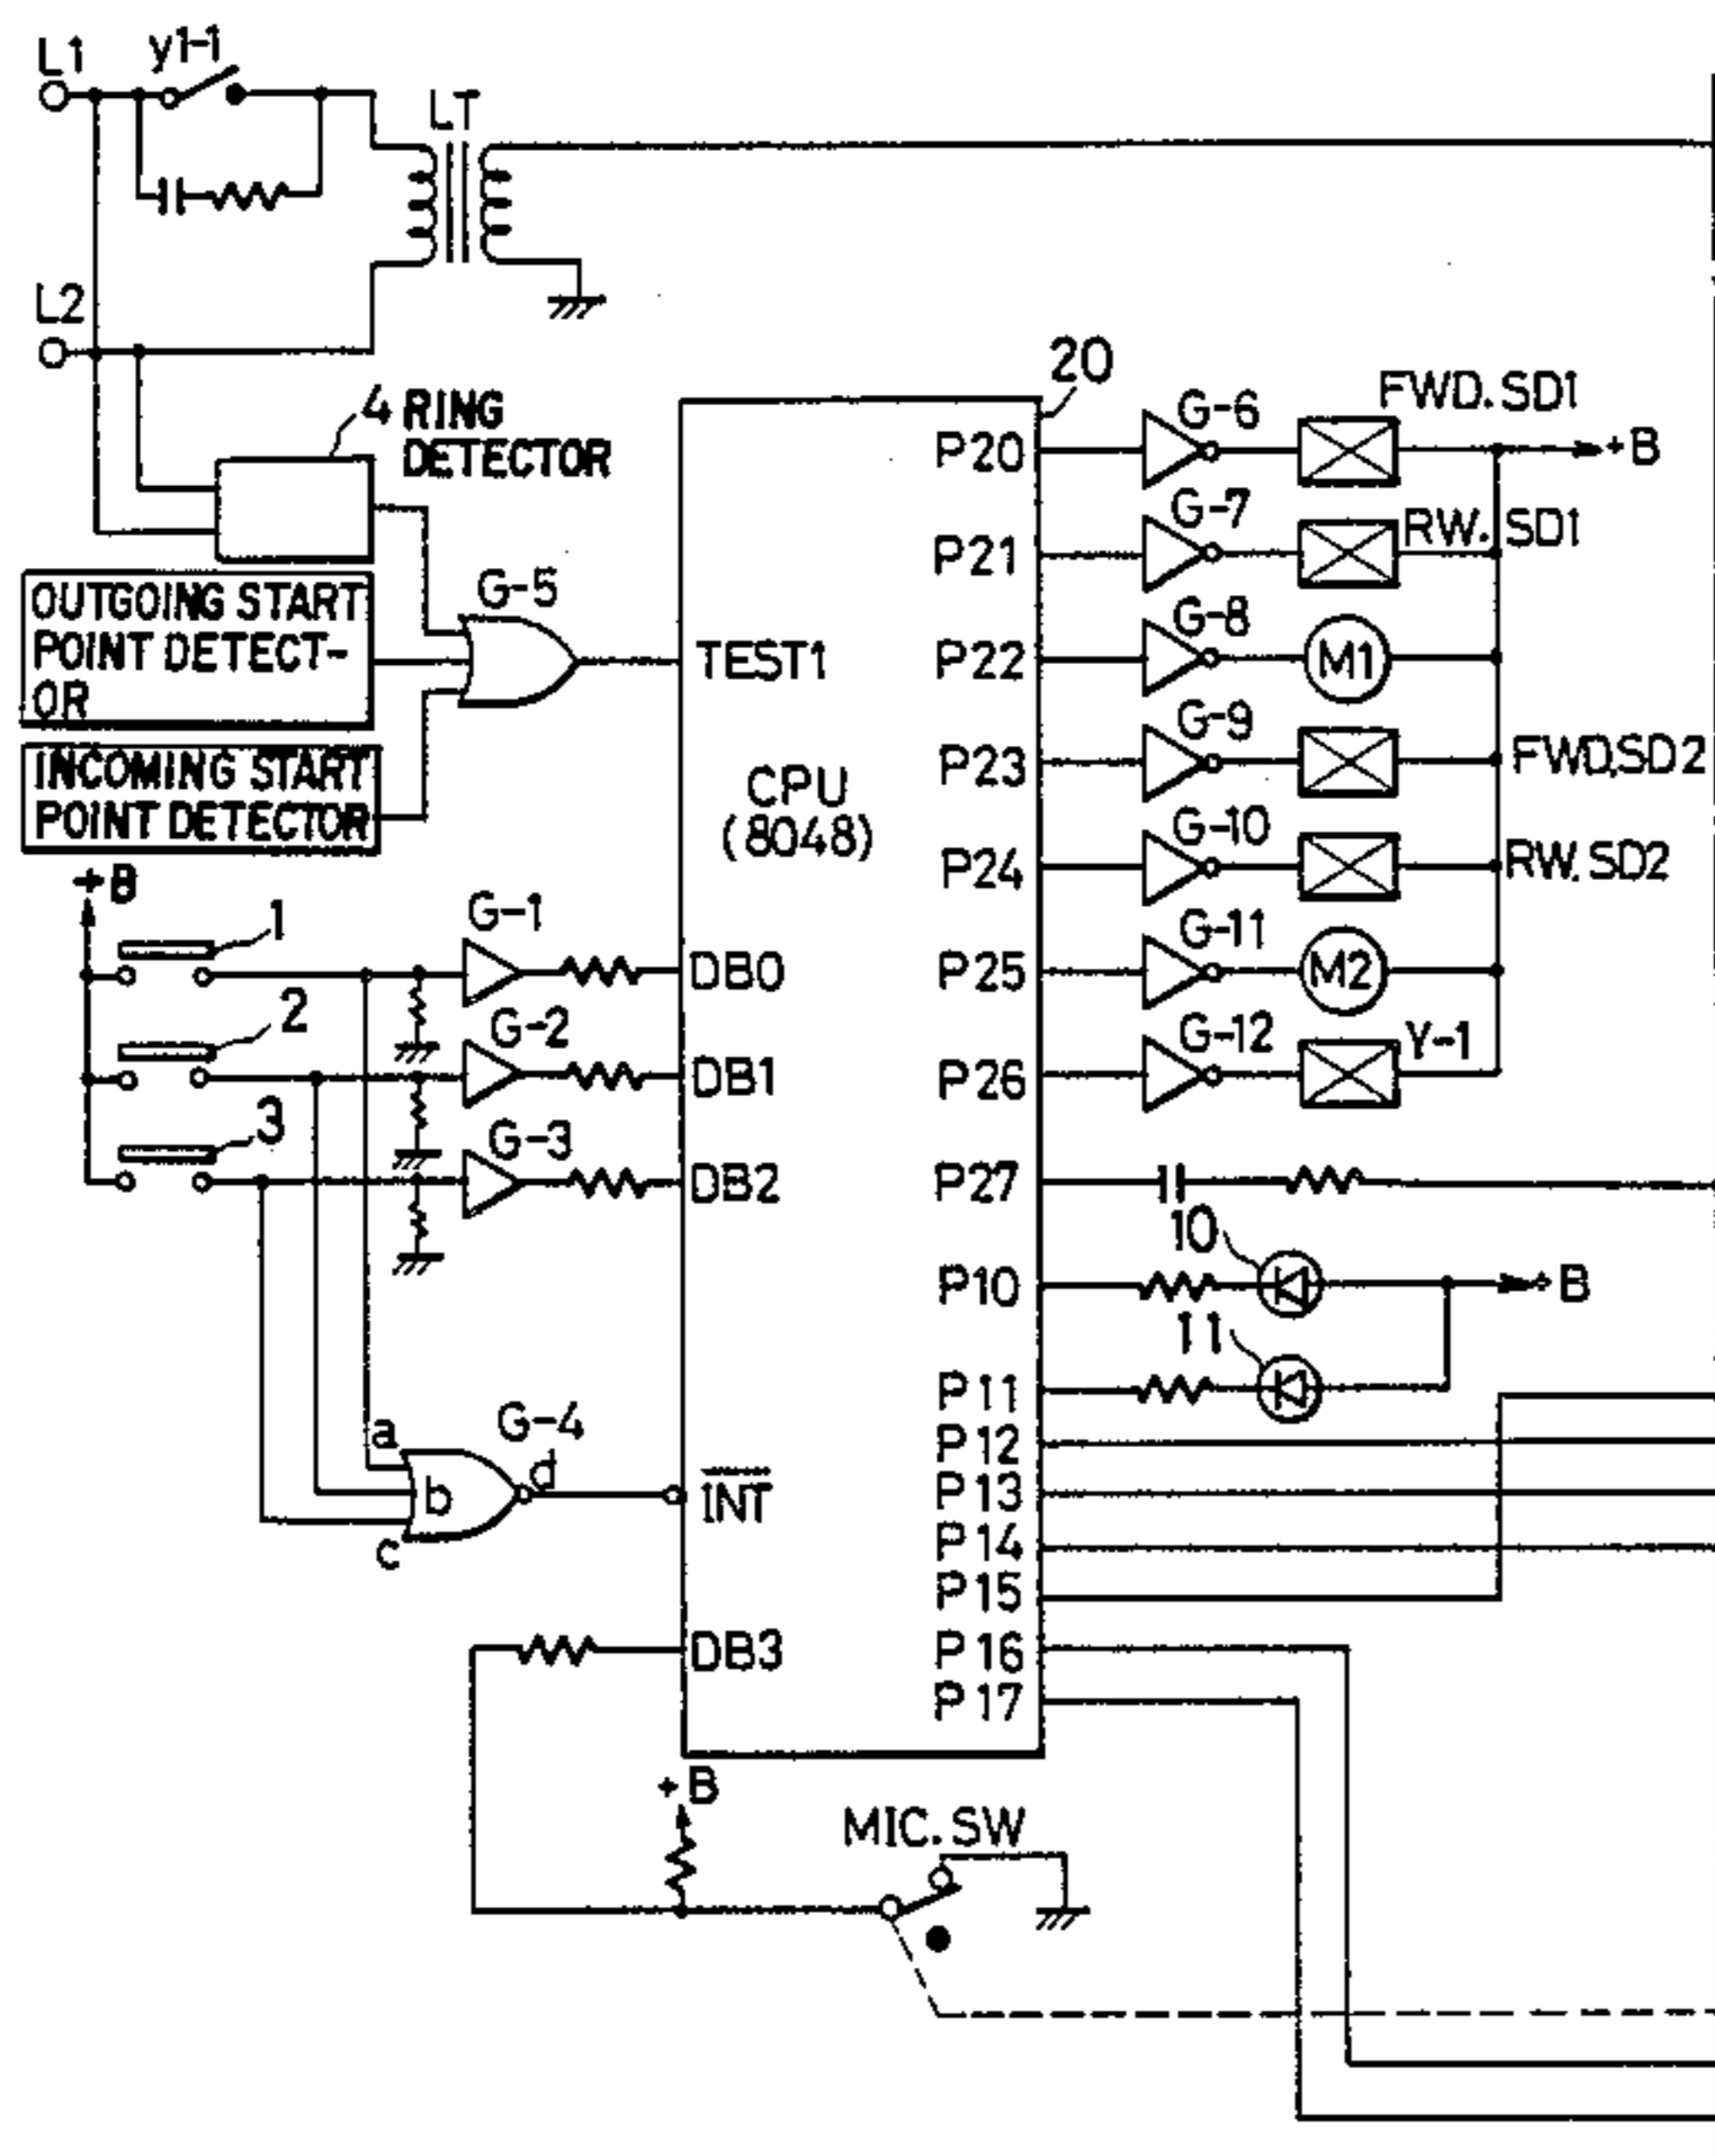 L1
y1-1
LT
L2
4 RING
DETECTOR
20
FWD.SD1
G-6
P20
+B
G-7
RW. SD1
P21
OUTGOING START
POINT DETECT-
OR
G-5
TEST1
G-8
P22
M1
INCOMING START
POINT DETECTOR
G-9
P23
FWD.SD2
CPU
(8048)
G-10
P24
RW.SD2
+B
1
G-1
DB0
G-11
P25
M2
2
G-2
DB1
G-12
P26
Y-1
3
G-3
DB2
P27
10
P10
+B
11
P11
a
G-4
d
b
c
INT
P12
P13
P14
P15
DB3
P16
P17
+B
MIC.SW